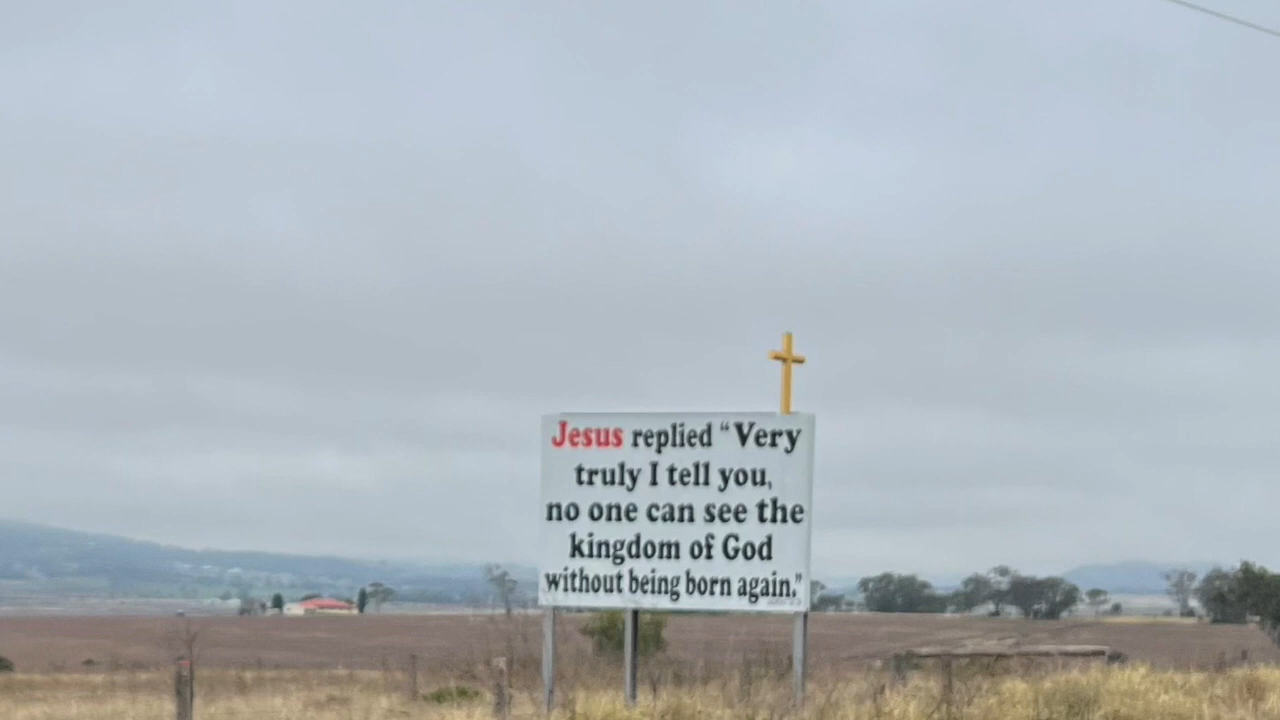 Jesus replied “Very
truly I tell you,
no one can see the
kingdom of God
without being born again.”